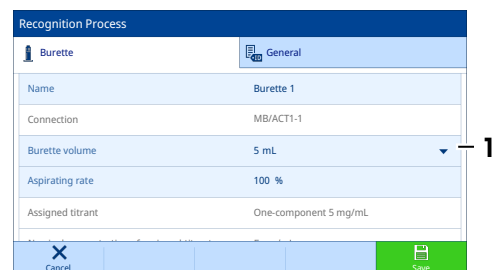 Recognition Process
Burette General
Name Burette 1
Connection MB/ACT1-1
Burette volume 5 mL 1
Aspirating rate 100 %
Assigned titrant One-component 5 mg/mL
Cancel Save